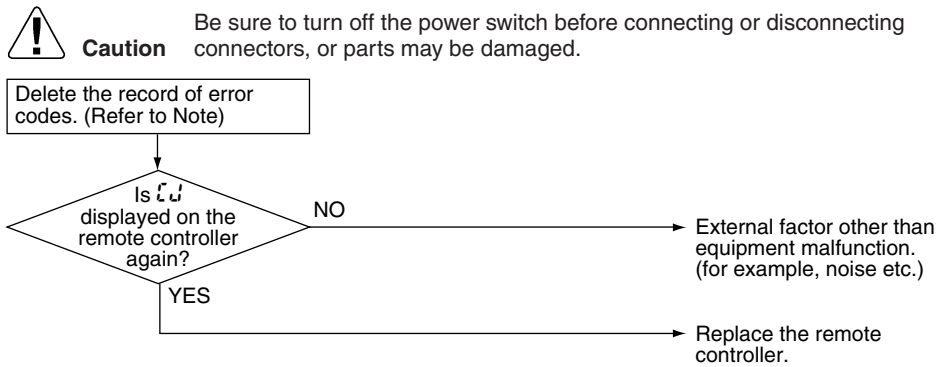 Be sure to turn off the power switch before connecting or disconnecting
Caution connectors, or parts may be damaged.
Delete the record of error
codes. (Refer to Note)
Is CJ
displayed on the
remote controller
again?
NO
External factor other than
equipment malfunction.
(for example, noise etc.)
YES
Replace the remote
controller.